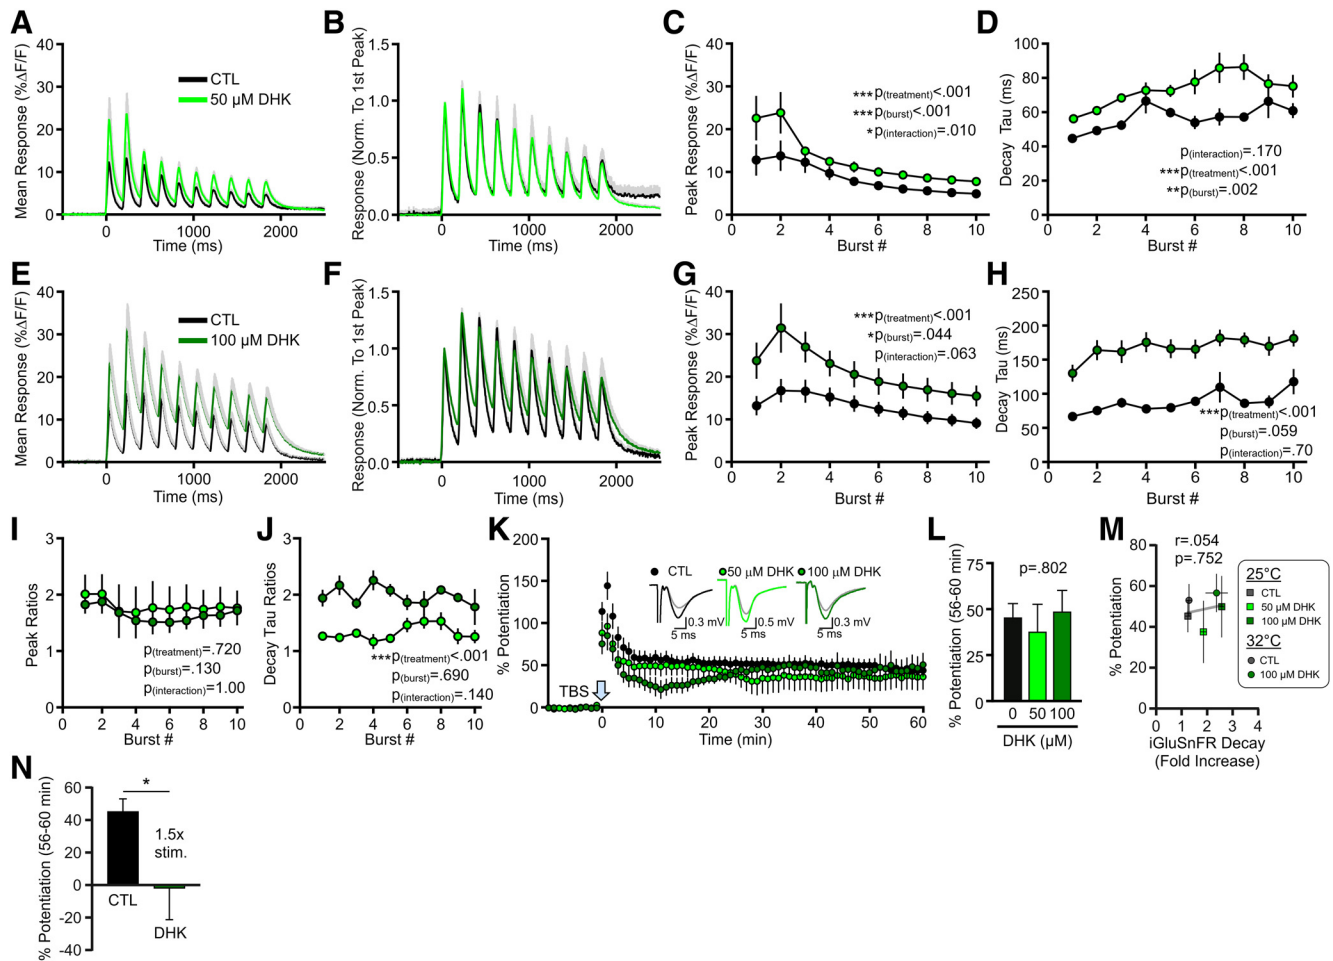 A
Mean Response (%ΔF/F)
40
30
20
10
0
CTL
50 µM DHK
0
1000
2000
Time (ms)
B
Response (Norm. To 1st Peak)
1.5
1.0
0.5
0.0
0
1000
2000
Time (ms)
C
Peak Response (%ΔF/F)
40
30
20
10
0
***p(treatment)<.001
***p(burst)<.001
*p(interaction)=.010
0 2 4 6 8 10
Burst #
D
Decay Tau (ms)
100
80
60
40
20
0
p(interaction)=.170
***p(treatment)<.001
**p(burst)=.002
0 2 4 6 8 10
Burst #
E
Mean Response (%ΔF/F)
40
30
20
10
0
CTL
100 µM DHK
0
1000
2000
Time (ms)
F
Response (Norm. To 1st Peak)
1.5
1.0
0.5
0.0
0
1000
2000
Time (ms)
G
Peak Response (%ΔF/F)
40
30
20
10
0
***p(treatment)<.001
*p(burst)=.044
p(interaction)=.063
0 2 4 6 8 10
Burst #
H
Decay Tau (ms)
250
200
150
100
50
0
***p(treatment)<.001
p(burst)=.059
p(interaction)=.70
0 2 4 6 8 10
Burst #
I
Peak Ratios
3
2
1
0
p(treatment)=.720
p(burst)=.130
p(interaction)=1.00
0 2 4 6 8 10
Burst #
J
Decay Tau Ratios
3
2
1
0
***p(treatment)<.001
p(burst)=.690
p(interaction)=.140
0 2 4 6 8 10
Burst #
K
% Potentiation
200
150
100
50
0
CTL
50 µM DHK
100 µM DHK
0.3 mV
5 ms
0.5 mV
5 ms
0.3 mV
5 ms
TBS
0 10 20 30 40 50 60
Time (min)
L
% Potentiation (56-60 min)
75
50
25
0
p=.802
0 50 100
DHK (µM)
M
r=.054
p=.752
% Potentiation
80
60
40
20
0
0 1 2 3 4
iGluSnFR Decay
(Fold Increase)
25°C
CTL
50 µM DHK
100 µM DHK
32°C
CTL
100 µM DHK
N
% Potentiation (56-60 min)
60
40
20
0
-20
-40
*
1.5x
stim.
CTL
DHK